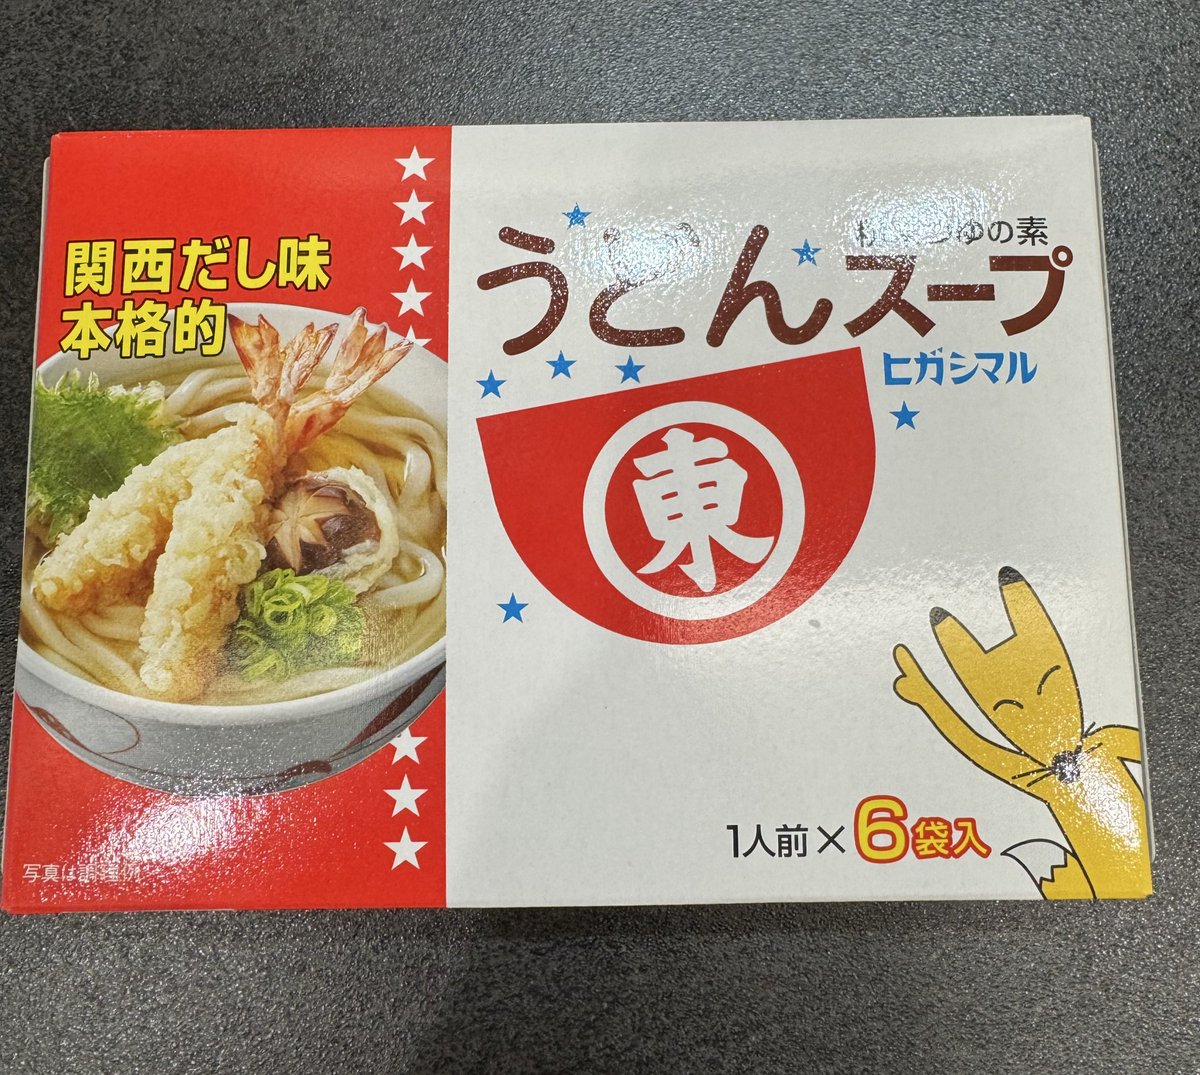 関西だし味
本格的
つゆの素
うどんスープ
ヒガシマル
東
1人前×6袋入
写真は調理例